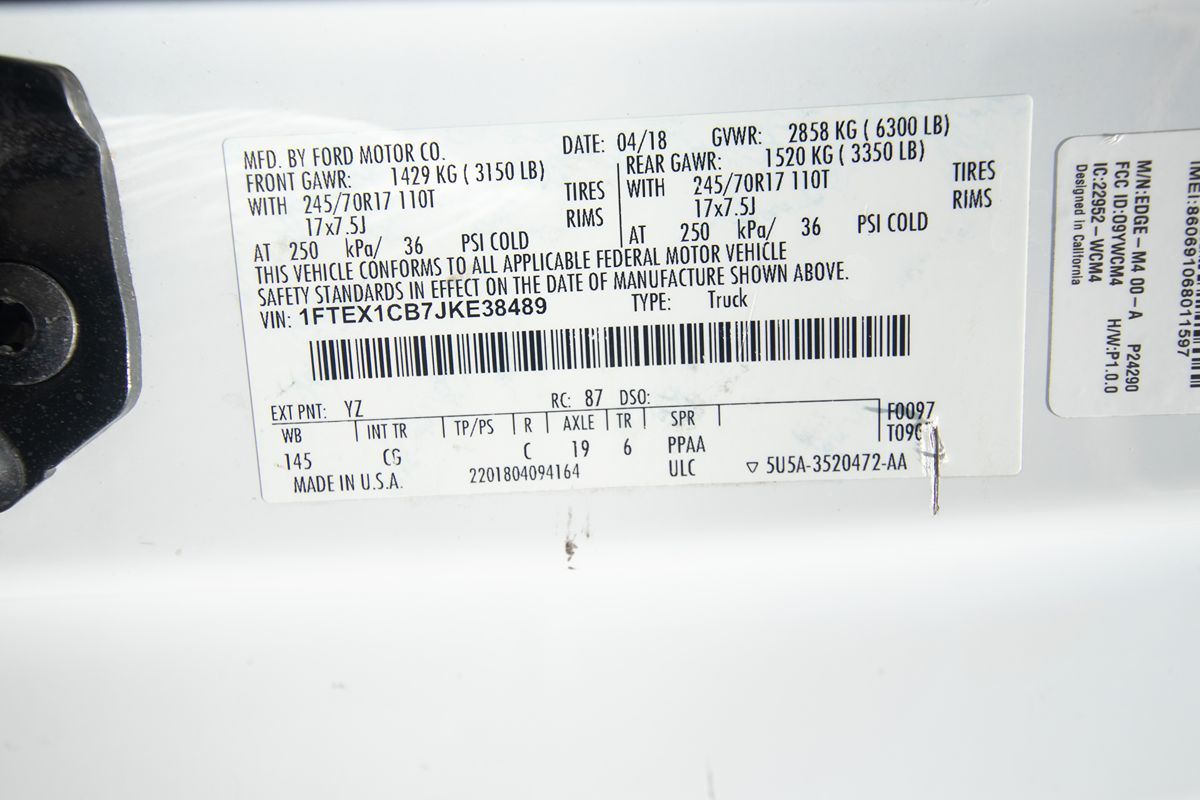 MFD. BY FORD MOTOR CO. DATE: 04/18 GVWR: 2858 KG ( 6300 LB)
FRONT GAWR: 1429 KG ( 3150 LB) REAR GAWR: 1520 KG ( 3350 LB)
WITH 245/70R17 110T TIRES WITH 245/70R17 110T TIRES
17x7.5J RIMS 17x7.5J RIMS
AT 250 kPa/ 36 PSI COLD AT 250 kPa/ 36 PSI COLD
THIS VEHICLE CONFORMS TO ALL APPLICABLE FEDERAL MOTOR VEHICLE
SAFETY STANDARDS IN EFFECT ON THE DATE OF MANUFACTURE SHOWN ABOVE.
VIN: 1FTEX1CB7JKE38489 TYPE: Truck
EXT PNT: YZ RC: 87 DSO: F0097
WB INT TR TP/PS R AXLE TR SPR
145 CG C 19 6 PPAA
MADE IN U.S.A. 2201804094164 ULC ▽ 5U5A-3520472-AA
IMEI:860691068011597
M/N:EDGE-M4 00-A P24290
FCC ID:09YWCM4 H/W:P1.0.0
IC:22952-WCM4
Designed in California